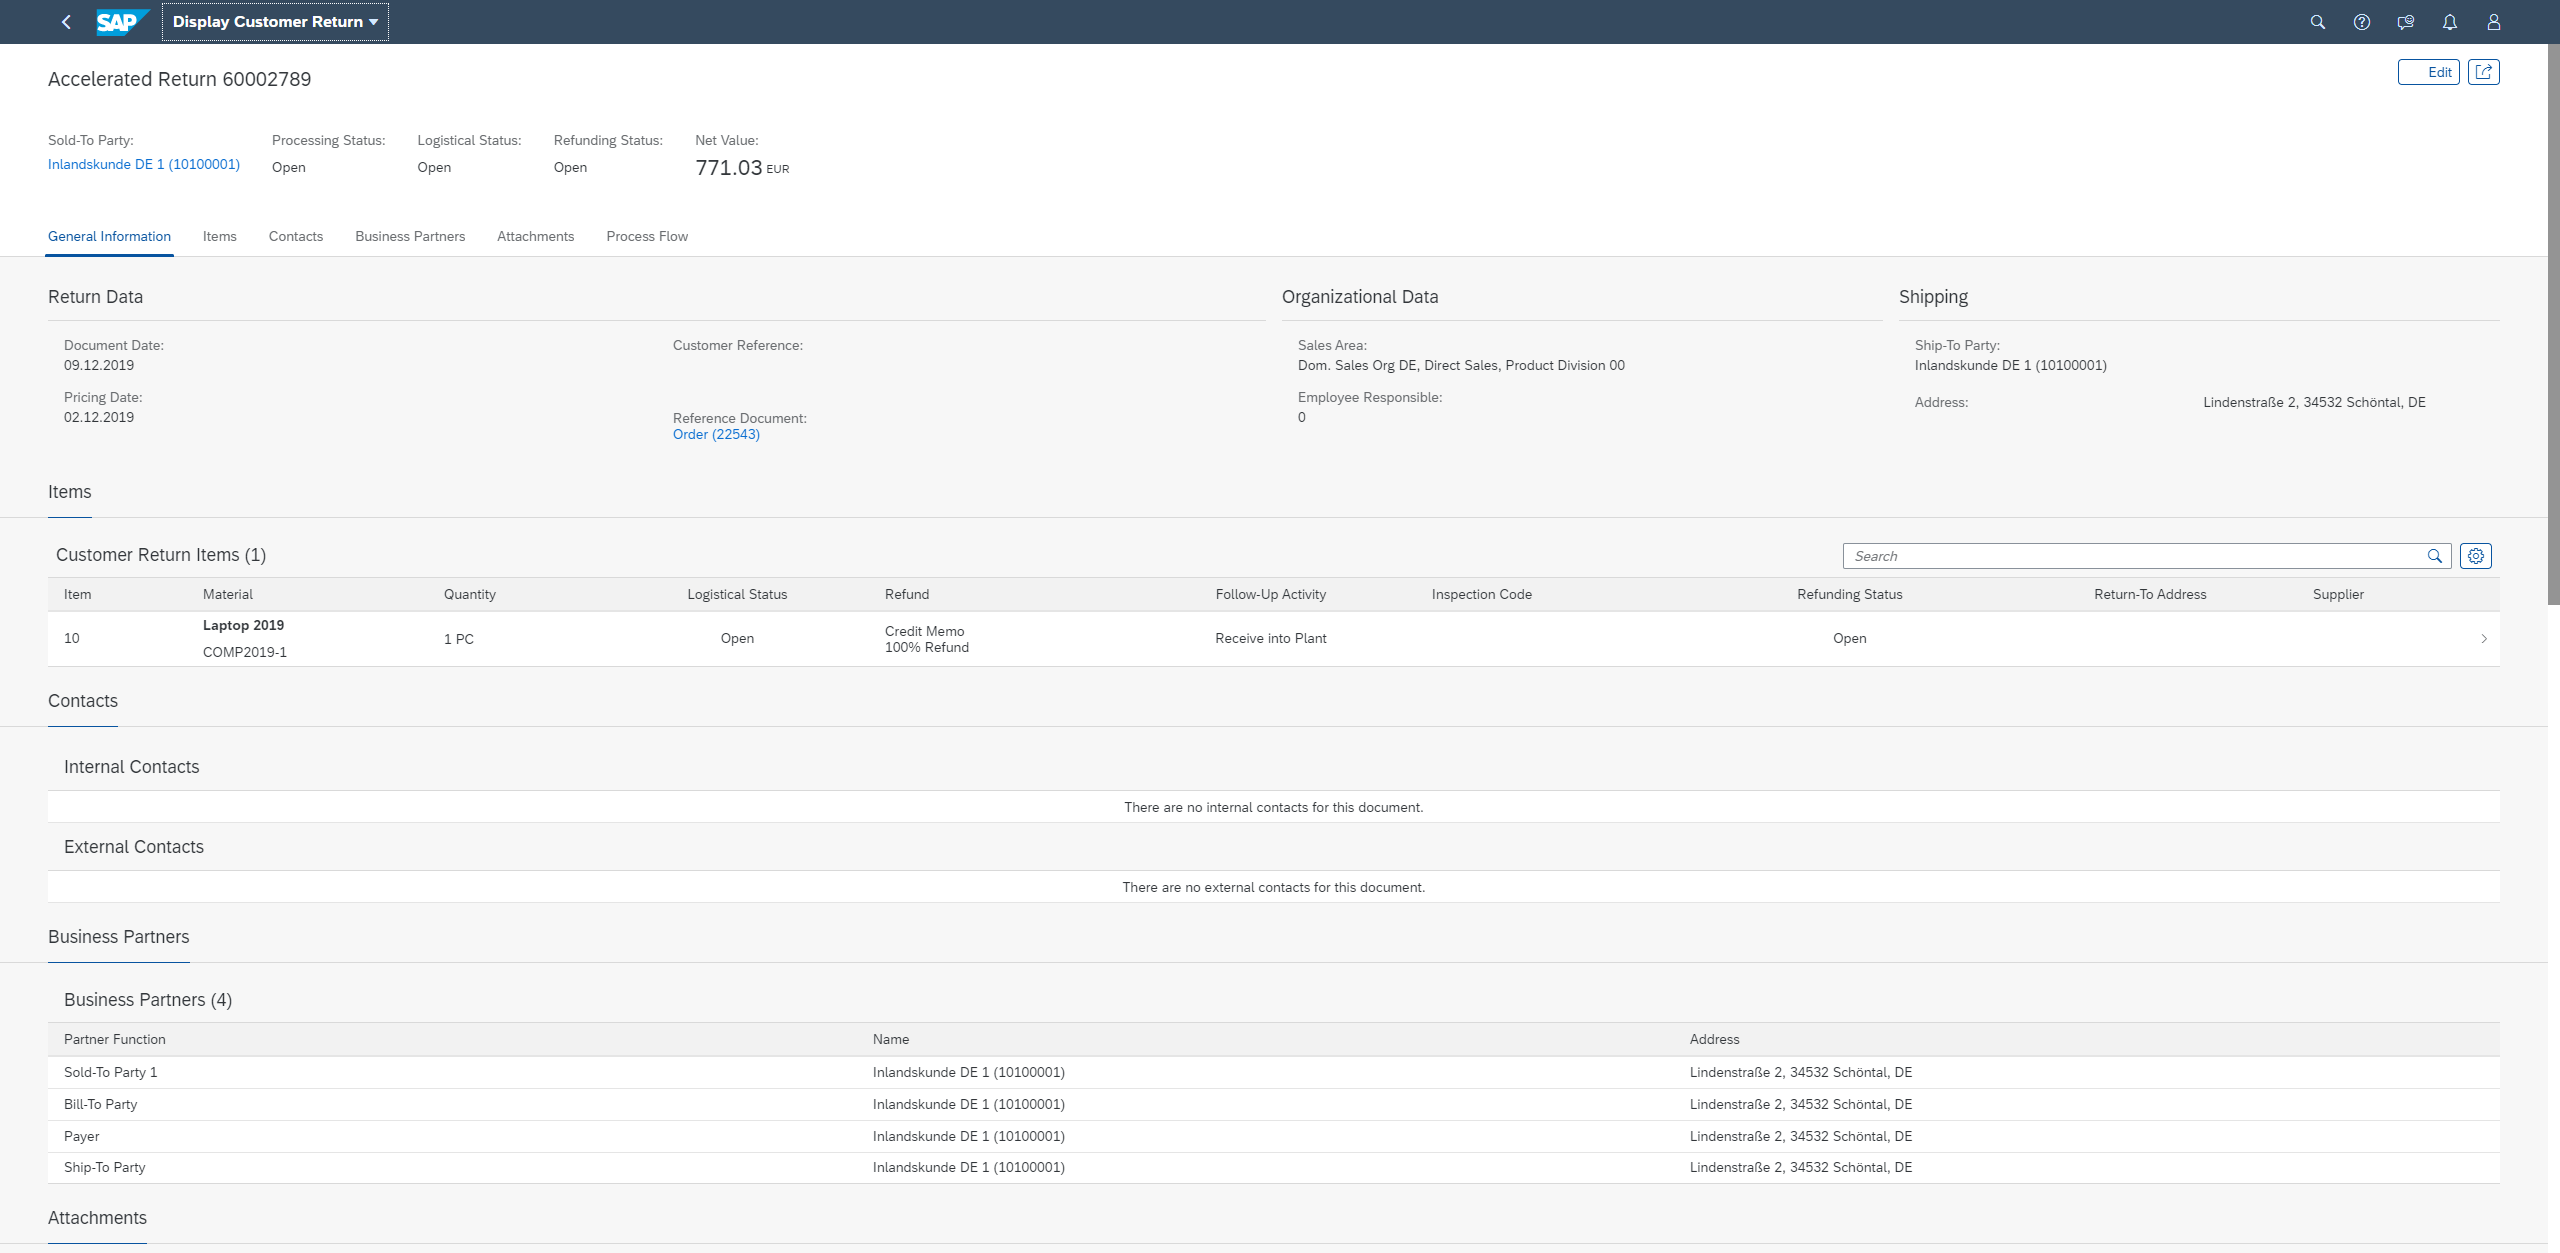 SAP Display Customer Return
Accelerated Return 60002789
Edit
Sold-To Party: Processing Status: Logistical Status: Refunding Status: Net Value:
Inlandskunde DE 1 (10100001) Open Open Open 771.03 EUR
General Information Items Contacts Business Partners Attachments Process Flow
Return Data Organizational Data Shipping
Document Date: Customer Reference: Sales Area: Ship-To Party:
09.12.2019 Dom. Sales Org DE, Direct Sales, Product Division 00 Inlandskunde DE 1 (10100001)
Pricing Date: Employee Responsible: Address: Lindenstraße 2, 34532 Schöntal, DE
02.12.2019 Reference Document: 0
Order (22543)
Items
Customer Return Items (1) Search
Item Material Quantity Logistical Status Refund Follow-Up Activity Inspection Code Refunding Status Return-To Address Supplier
10 Laptop 2019 1 PC Open Credit Memo Receive into Plant Open
COMP2019-1 100% Refund
Contacts
Internal Contacts
There are no internal contacts for this document.
External Contacts
There are no external contacts for this document.
Business Partners
Business Partners (4)
Partner Function Name Address
Sold-To Party 1 Inlandskunde DE 1 (10100001) Lindenstraße 2, 34532 Schöntal, DE
Bill-To Party Inlandskunde DE 1 (10100001) Lindenstraße 2, 34532 Schöntal, DE
Payer Inlandskunde DE 1 (10100001) Lindenstraße 2, 34532 Schöntal, DE
Ship-To Party Inlandskunde DE 1 (10100001) Lindenstraße 2, 34532 Schöntal, DE
Attachments